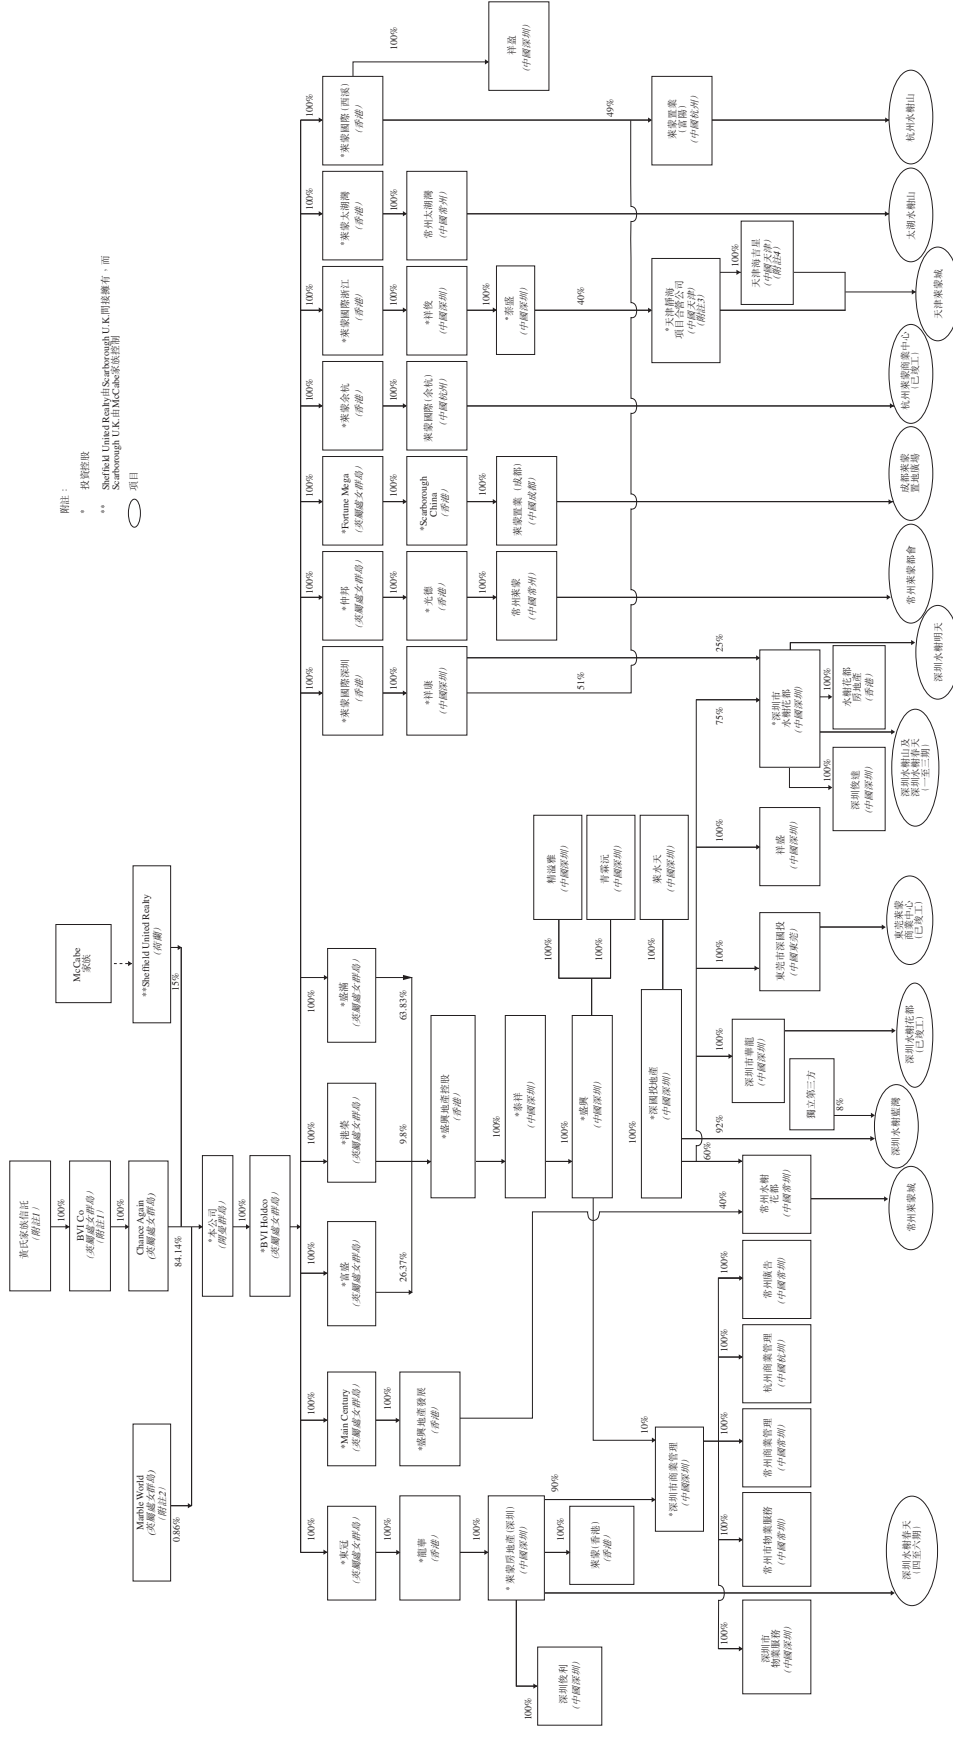 黃氏家族信託
(附註1)
100%
BVI Co
(英屬處女群島)
(附註1)
100%
Chance Again
(英屬處女群島)
84.14%
Marble World
(英屬處女群島)
(附註2)
0.86%
McCabe
家族
**Sheffield United Realty
(荷蘭)
15%
*本公司
(開曼群島)
100%
*BVI Holdco
(英屬處女群島)
附註：
* 投資控股
** Sheffield United Realty由Scarborough U.K.間接擁有，而
Scarborough U.K.由McCabe家族控制
項目
100%
*東冠
(英屬處女群島)
100%
*龍華
(香港)
100%
* 萊蒙房地產(深圳)
(中國深圳)
100%
深圳俊利
(中國深圳)
100%
萊蒙(香港)
(香港)
90%
深圳水榭春天
(四至六期)
100%
*Main Century
(英屬處女群島)
100%
*盛興地產發展
(香港)
40%
100%
*富盛
(英屬處女群島)
26.37%
100%
*港榮
(英屬處女群島)
9.8%
100%
*盛滿
(英屬處女群島)
63.83%
*盛興地產控股
(香港)
100%
*泰祥
(中國深圳)
100%
*盛興
(中國深圳)
10%
*深圳市商業管理
(中國深圳)
100%
深圳市
物業服務
(中國深圳)
100%
常州市物業服務
(中國常州)
100%
常州商業管理
(中國常州)
100%
杭州商業管理
(中國杭州)
100%
常州廣告
(中國常州)
100%
精溢雅
(中國深圳)
100%
青霖沅
(中國深圳)
100%
萊水天
(中國深圳)
100%
*深國投地產
(中國深圳)
60%
常州水榭
花都
(中國常州)
常州萊蒙城
92%
獨立第三方
8%
深圳水榭藍灣
100%
深圳市華龍
(中國深圳)
深圳水榭花都
(已竣工)
100%
東莞市深國投
(中國東莞)
東莞萊蒙
商業中心
(已竣工)
100%
祥盛
(中國深圳)
75%
25%
*深圳市
水榭花都
(中國深圳)
100%
深圳俊達
(中國深圳)
100%
水榭花都
房地產
(香港)
深圳水榭山及
深圳水榭春天
(一至三期)
深圳水榭明天
100%
*萊蒙國際深圳
(香港)
100%
*祥康
(中國深圳)
51%
100%
*仲邦
(英屬處女群島)
100%
* 光德
(香港)
100%
常州萊蒙
(中國常州)
常州萊蒙都會
100%
*Fortune Mega
(英屬處女群島)
100%
*Scarborough
China
(香港)
100%
萊蒙置業 (成都)
(中國成都)
成都萊蒙
置地廣場
100%
*萊蒙余杭
(香港)
100%
萊蒙國際(余杭)
(中國杭州)
杭州萊蒙商業中心
(已竣工)
100%
*萊蒙國際浙江
(香港)
100%
*祥俊
(中國深圳)
100%
*泰盛
(中國深圳)
40%
*天津靜海
項目合營公司
(中國天津)
(附註3)
100%
天津海吉星
(中國天津)
(附註4)
天津萊蒙城
100%
*萊蒙太湖灣
(香港)
100%
常州太湖灣
(中國常州)
太湖水榭山
100%
*萊蒙國際(西溪)
(香港)
100%
祥盈
(中國深圳)
49%
萊蒙置業
(富陽)
(中國杭州)
杭州水榭山